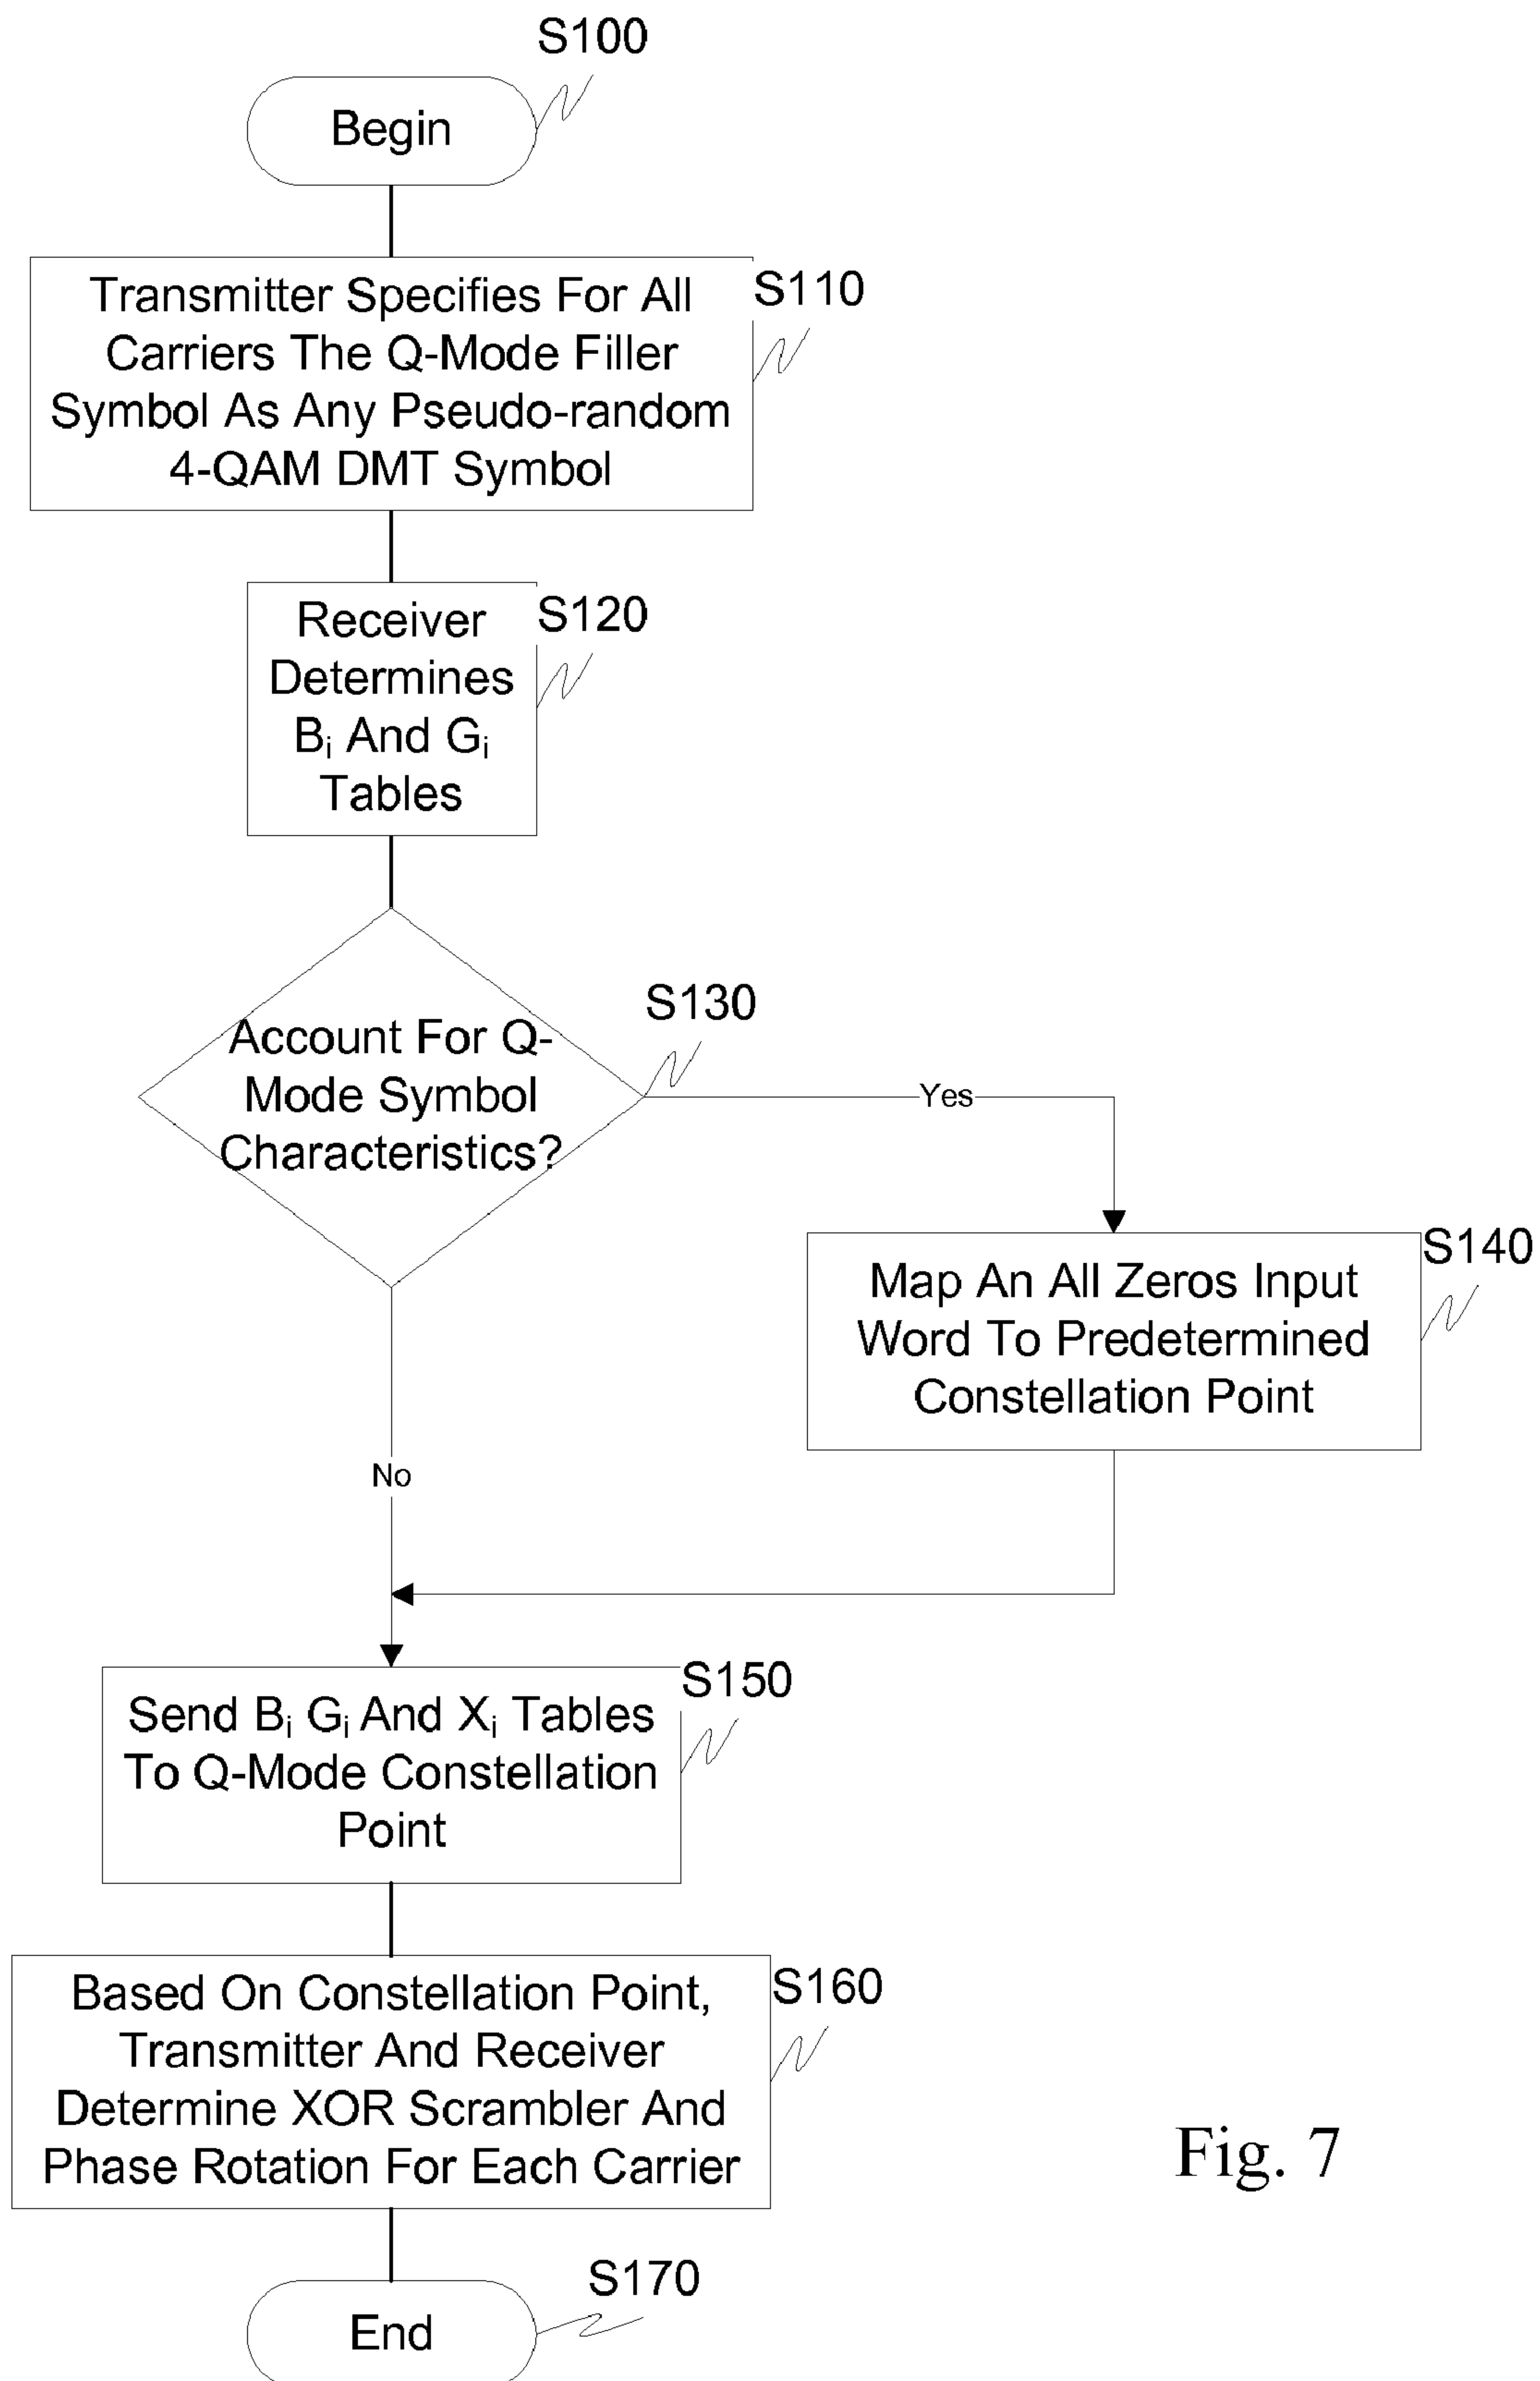 S100
Begin
S110
Transmitter Specifies For All
Carriers The Q-Mode Filler
Symbol As Any Pseudo-random
4-QAM DMT Symbol
S120
Receiver
Determines
Bi And Gi
Tables
S130
Account For Q-
Mode Symbol
Characteristics?
Yes
S140
Map An All Zeros Input
Word To Predetermined
Constellation Point
No
S150
Send Bi Gi And Xi Tables
To Q-Mode Constellation
Point
S160
Based On Constellation Point,
Transmitter And Receiver
Determine XOR Scrambler And
Phase Rotation For Each Carrier
Fig. 7
S170
End